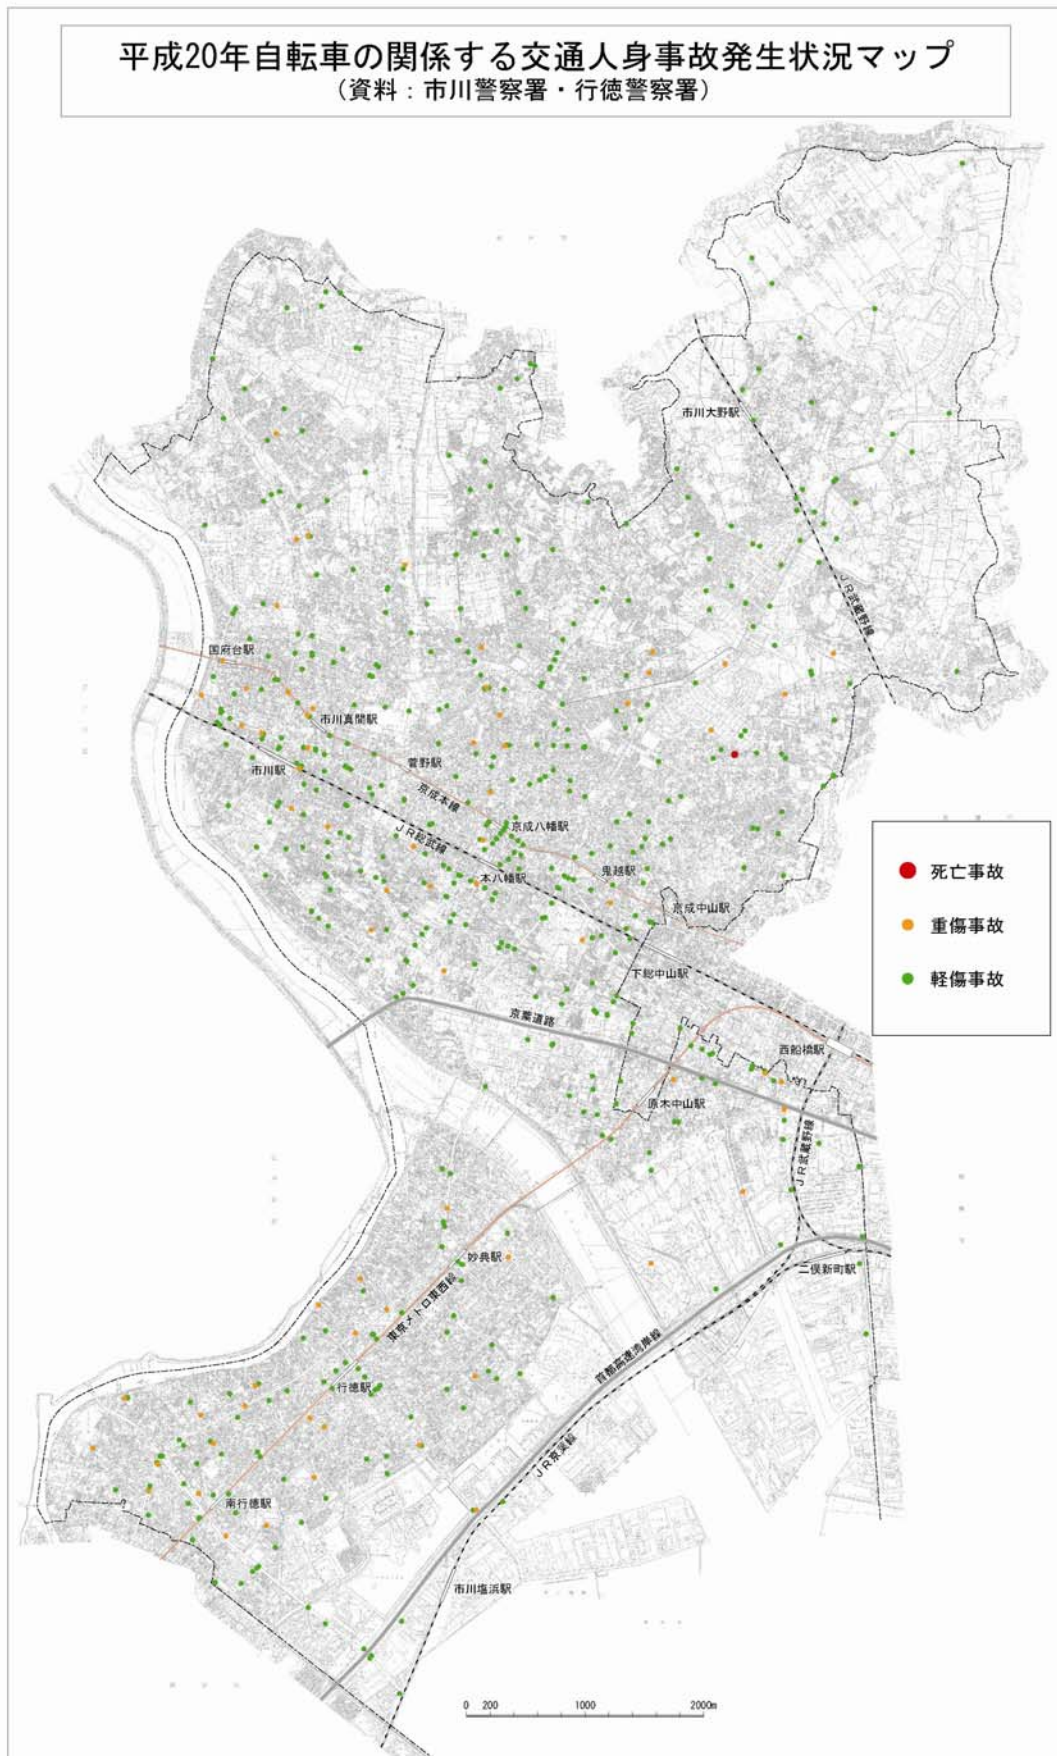 平成20年自転車の関係する交通人身事故発生状況マップ
（資料：市川警察署・行徳警察署）
市川大野駅
ＪＲ武蔵野線
国府台駅
市川真間駅
菅野駅
市川駅
京成本線
京成八幡駅
ＪＲ総武線
鬼越駅
本八幡駅
京成中山駅
死亡事故
重傷事故
軽傷事故
下総中山駅
京葉道路
西船橋駅
原木中山駅
ＪＲ武蔵野線
妙典駅
二俣新町駅
東京メトロ東西線
首都高速湾岸線
行徳駅
ＪＲ京葉線
南行徳駅
市川塩浜駅
0 200 1000 2000m